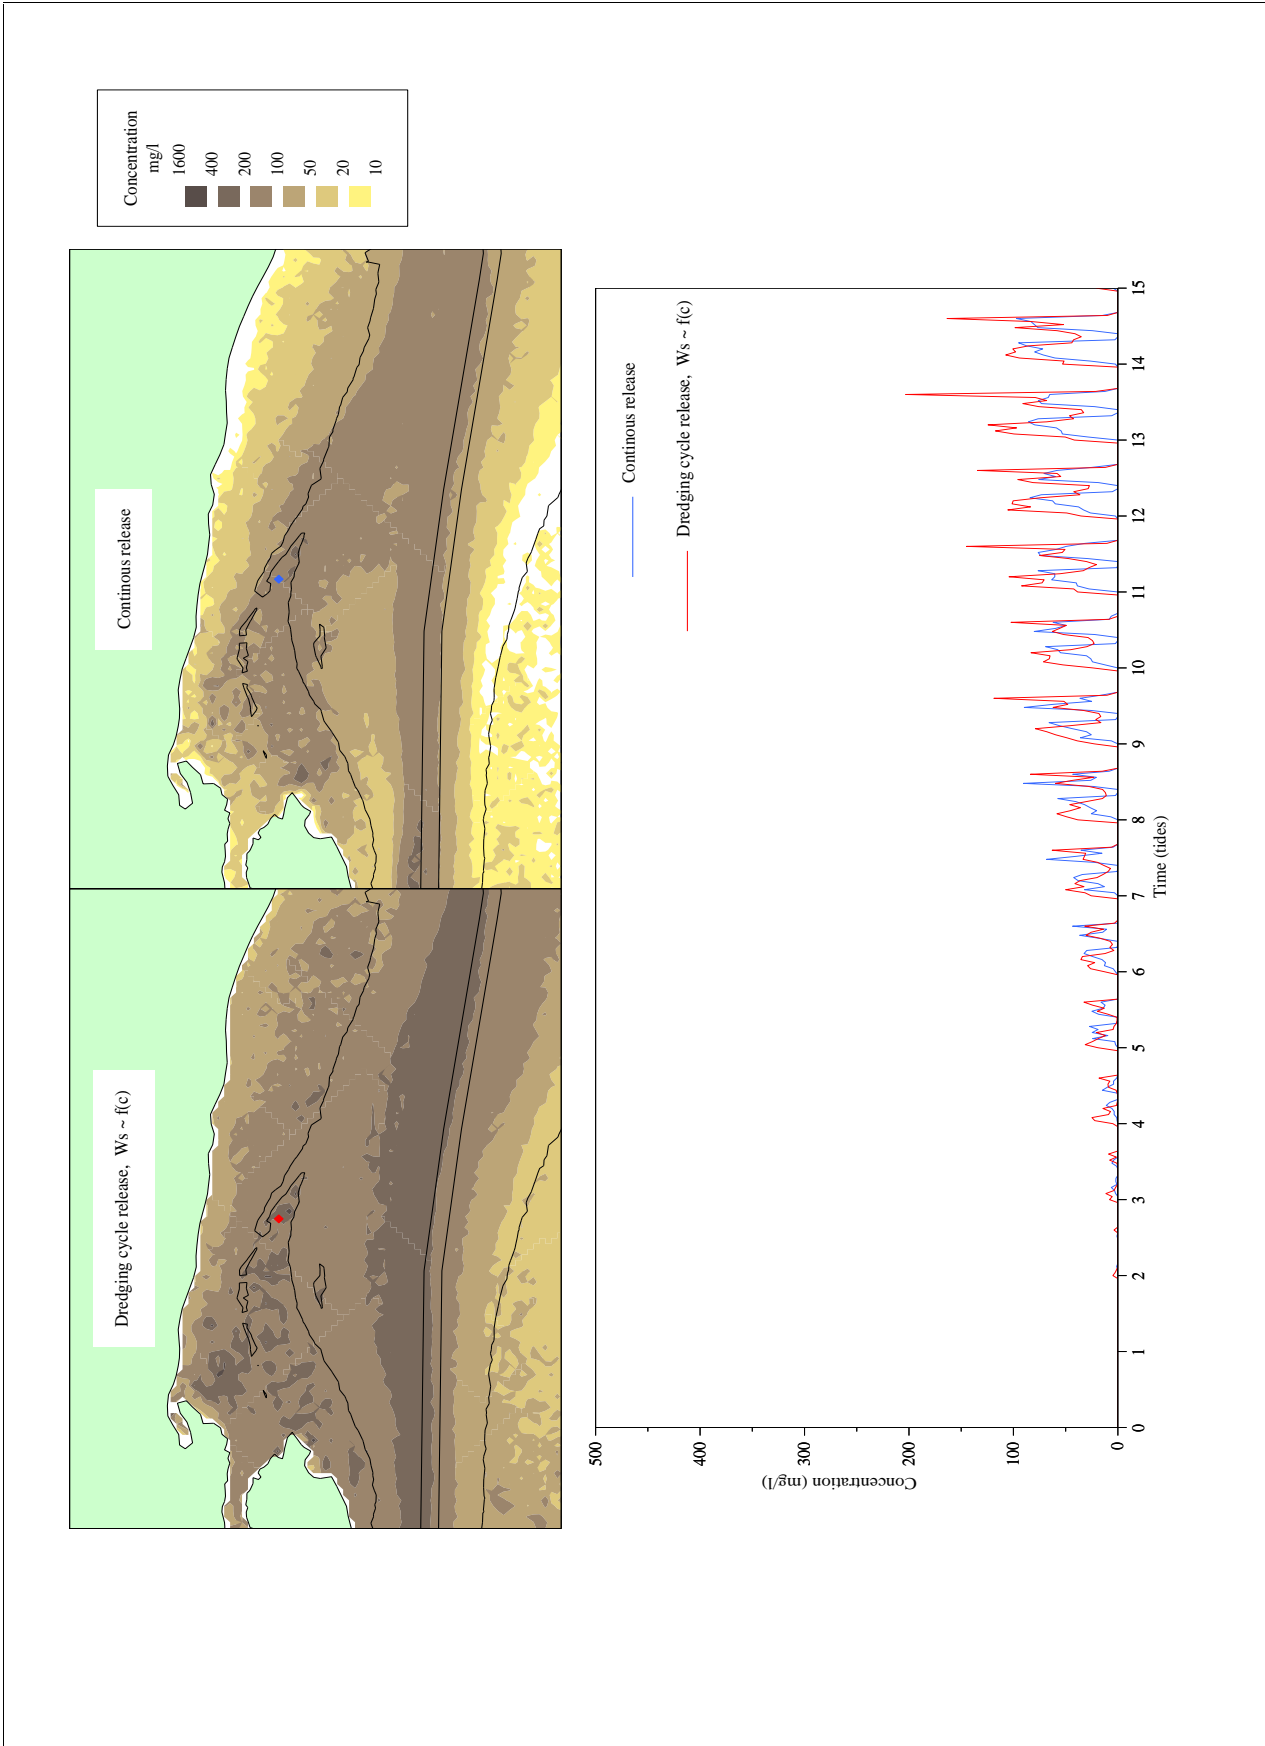 Dredging cycle release, Ws ~ f(c)
Continous release
Concentration
mg/l
1600
400
200
100
50
20
10
Continous release
Dredging cycle release, Ws ~ f(c)
Concentration (mg/l)
500
400
300
200
100
0
0 1 2 3 4 5 6 7 8 9 10 11 12 13 14 15
Time (tides)